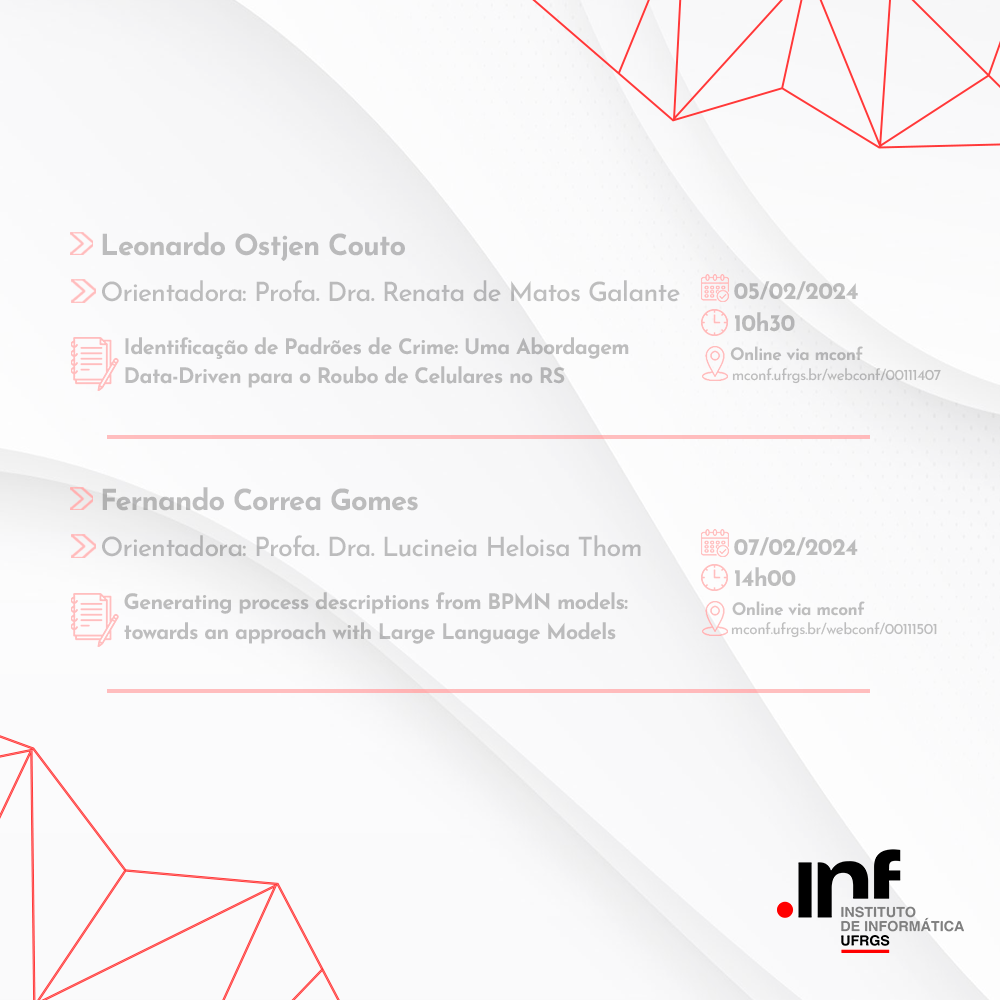 Leonardo Ostjen Couto
Orientadora: Profa. Dra. Renata de Matos Galante
Identificação de Padrões de Crime: Uma Abordagem
Data-Driven para o Roubo de Celulares no RS
05/02/2024
10h30
Online via mconf
mconf.ufrgs.br/webconf/00111407
Fernando Correa Gomes
Orientadora: Profa. Dra. Lucineia Heloisa Thom
Generating process descriptions from BPMN models:
towards an approach with Large Language Models
07/02/2024
14h00
Online via mconf
mconf.ufrgs.br/webconf/00111501
.inf
INSTITUTO
DE INFORMÁTICA
UFRGS